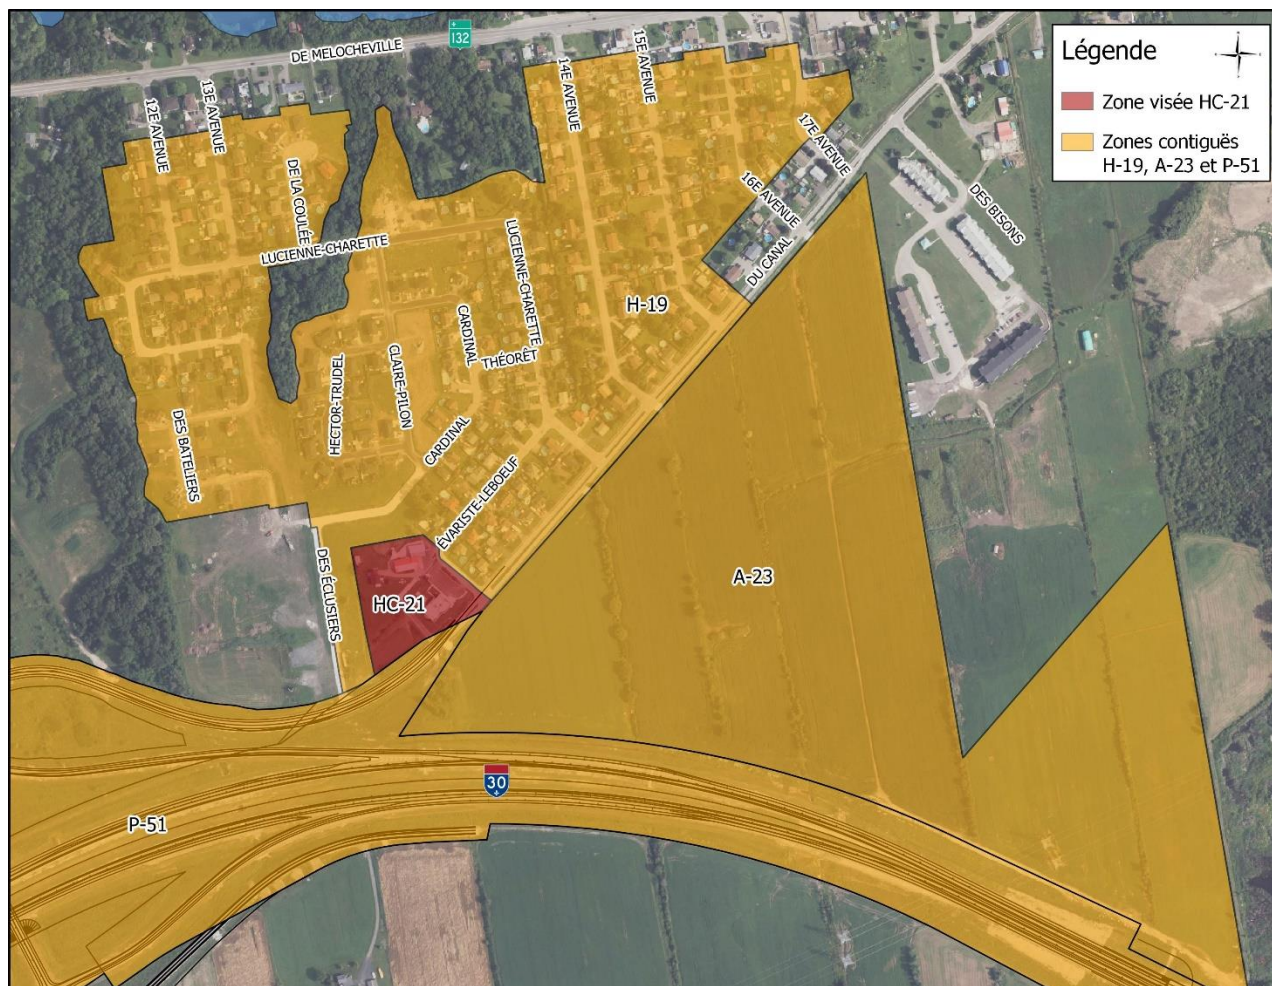 DE MELOCHEVILLE
132
12E AVENUE
13E AVENUE
14E AVENUE
15E AVENUE
17E AVENUE
16E AVENUE
DE LA COULÉE
LUCIENNE-CHARETTE
LUCIENNE-CHARETTE
DU CANAL
DES BISONS
H-19
CARDINAL
THÉORÊT
HECTOR-TRUDEL
CLAIRE-PILON
CARDINAL
DES BATELIERS
ÉVARISTE-LEBOEUF
DES ÉCLUSIERS
HC-21
A-23
30
P-51
Légende
Zone visée HC-21
Zones contiguës
H-19, A-23 et P-51